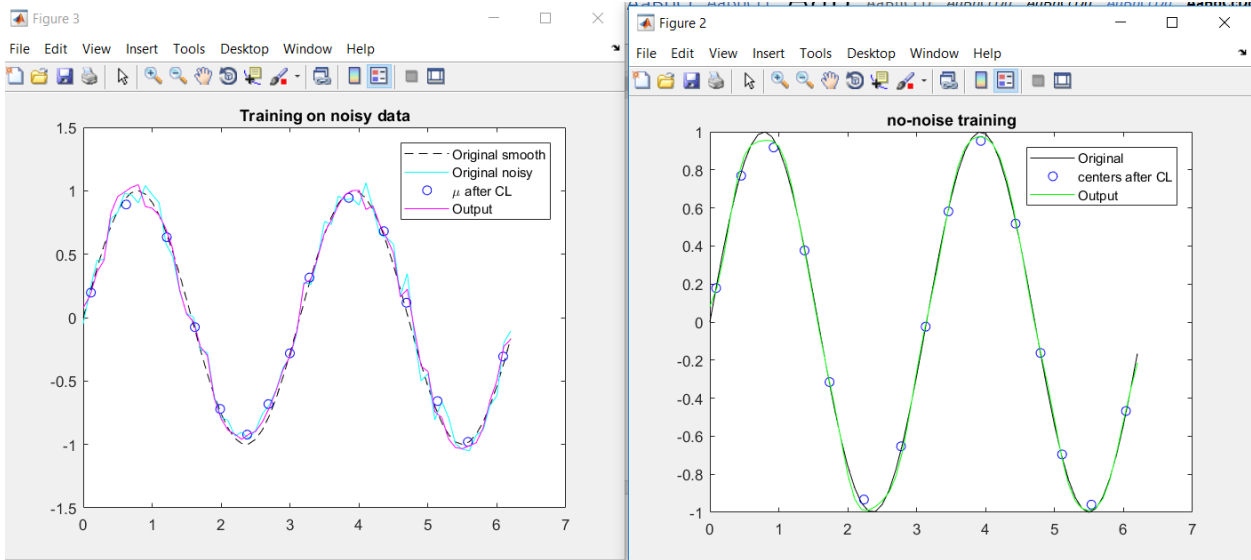 Figure 3
File Edit View Insert Tools Desktop Window Help
Training on noisy data
1.5
1
0.5
0
-0.5
-1
-1.5
0 1 2 3 4 5 6 7
Original smooth
Original noisy
μ after CL
Output
Figure 2
File Edit View Insert Tools Desktop Window Help
no-noise training
1
0.8
0.6
0.4
0.2
0
-0.2
-0.4
-0.6
-0.8
-1
0 1 2 3 4 5 6 7
Original
centers after CL
Output